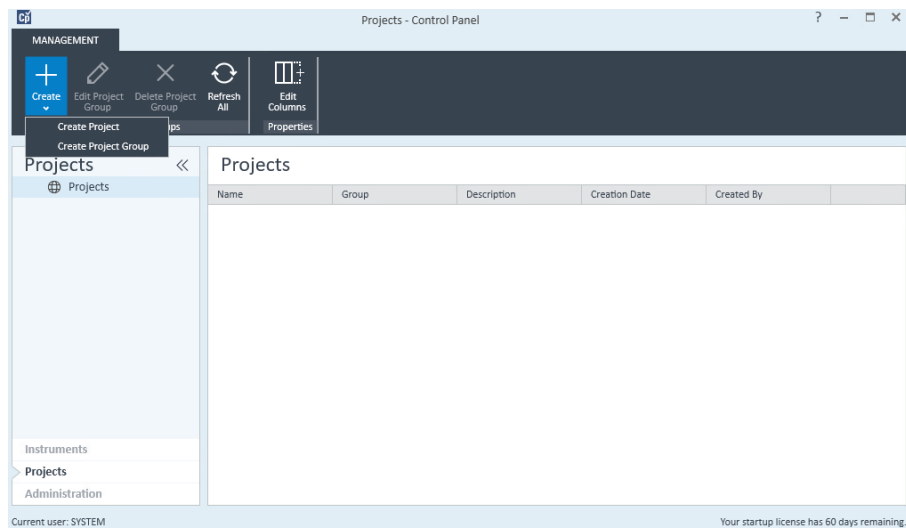 Cp
Projects - Control Panel
?
MANAGEMENT
Create
Edit Project Group
Delete Project Group
Refresh All
Edit Columns
ups
Properties
Create Project
Create Project Group
Projects
Projects
Projects
Name Group Description Creation Date Created By
Instruments
Projects
Administration
Current user: SYSTEM
Your startup license has 60 days remaining.